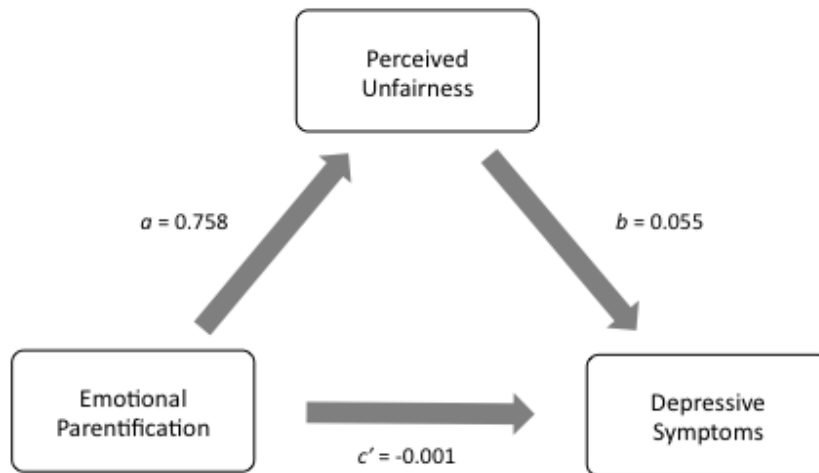 Perceived
Unfairness
a = 0.758
b = 0.055
Emotional
Parentification
Depressive
Symptoms
c′ = -0.001